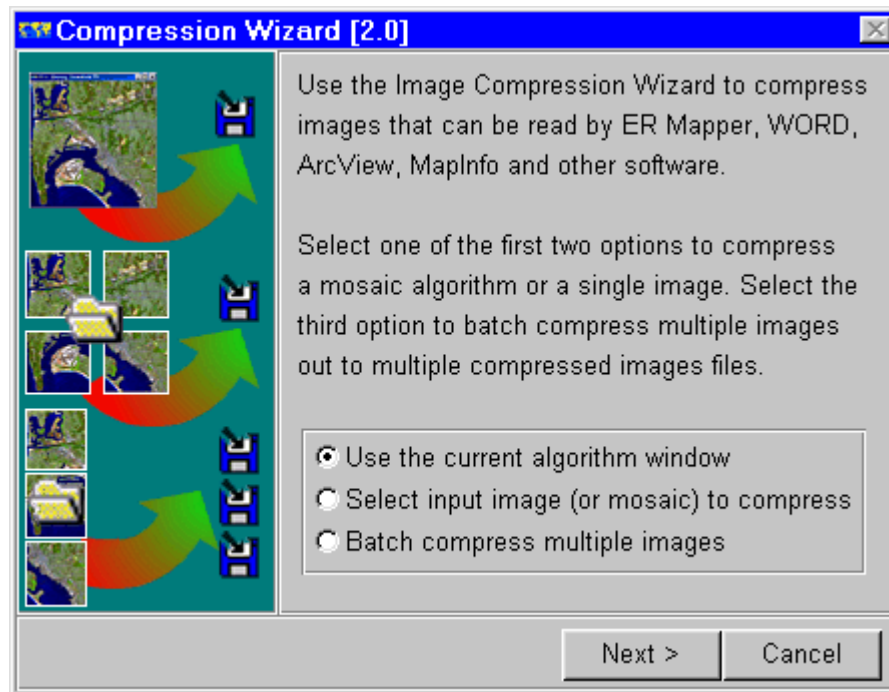 Compression Wizard [2.0]
Use the Image Compression Wizard to compress
images that can be read by ER Mapper, WORD,
ArcView, MapInfo and other software.
Select one of the first two options to compress
a mosaic algorithm or a single image. Select the
third option to batch compress multiple images
out to multiple compressed images files.
Use the current algorithm window
Select input image (or mosaic) to compress
Batch compress multiple images
Next >
Cancel